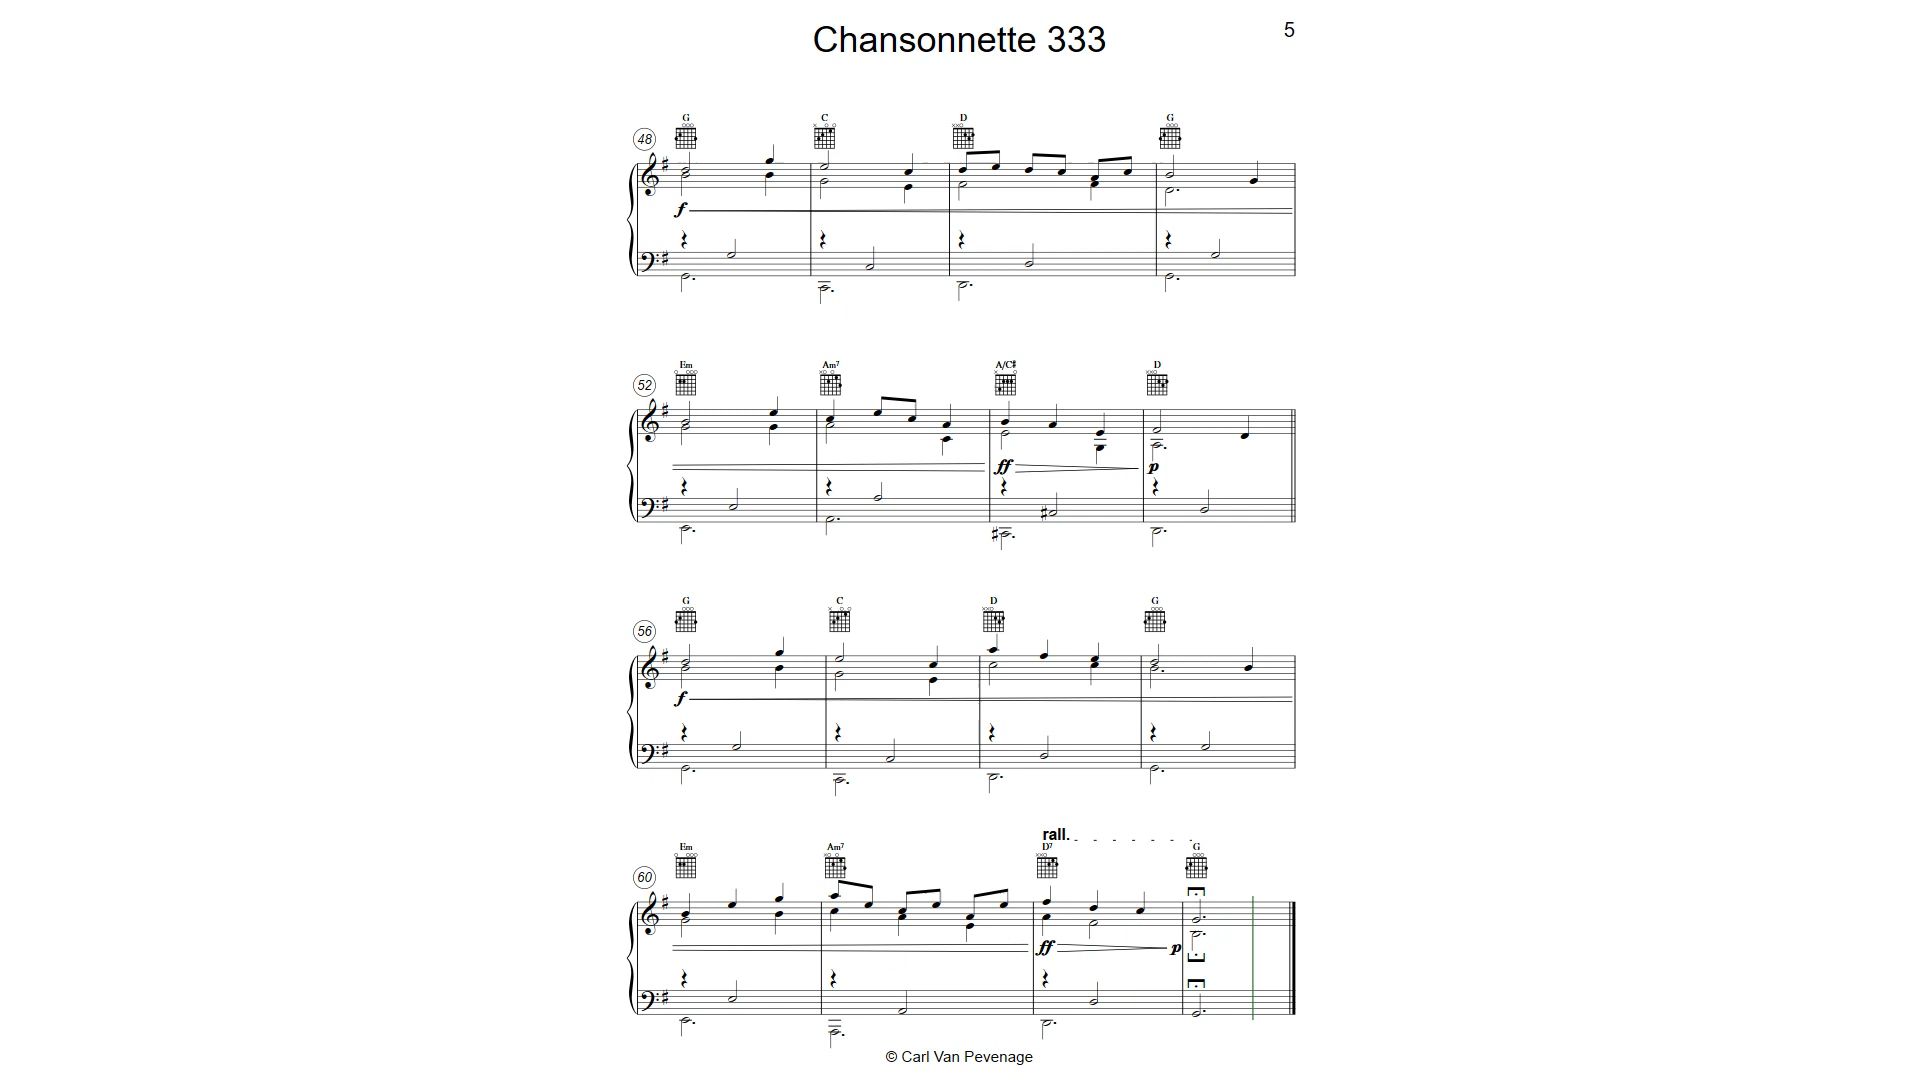 Chansonnette 333
5
G C D G
48
f
Em Am7 A/C# D
52
ff p
G C D G
56
f
rall.
Em Am7 D7 G
60
ff p
© Carl Van Pevenage